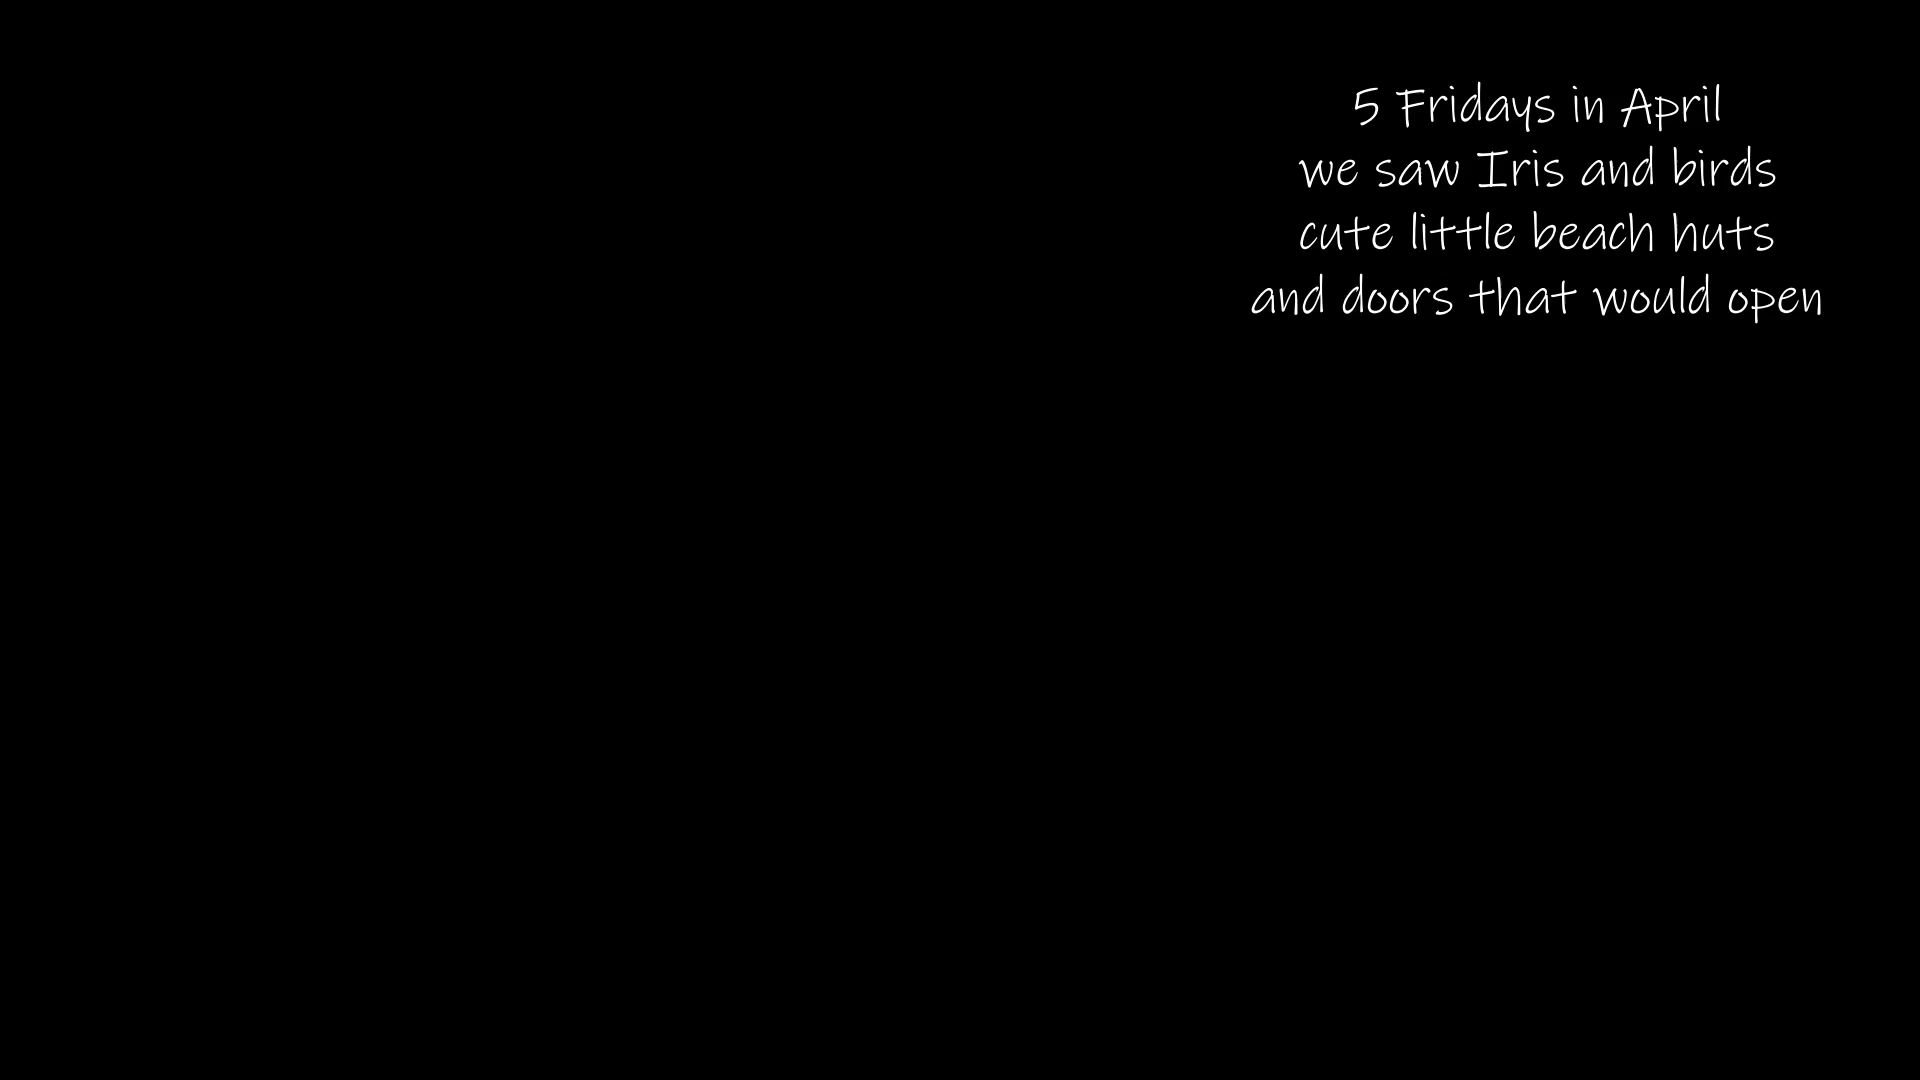 5 Fridays in April
we saw Iris and birds
cute little beach huts
and doors that would open